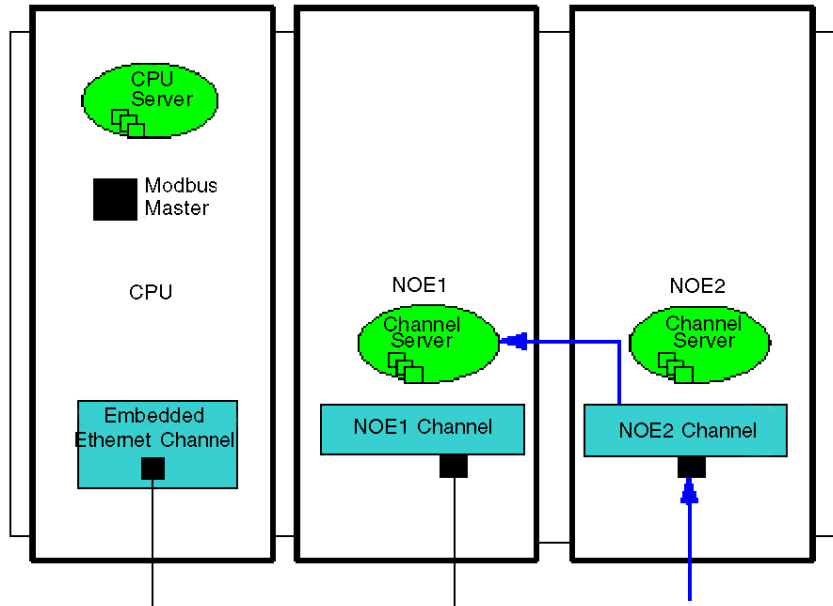 CPU
Server
Modbus
Master
CPU
Embedded
Ethernet Channel
NOE1
Channel
Server
NOE1 Channel
NOE2
Channel
Server
NOE2 Channel